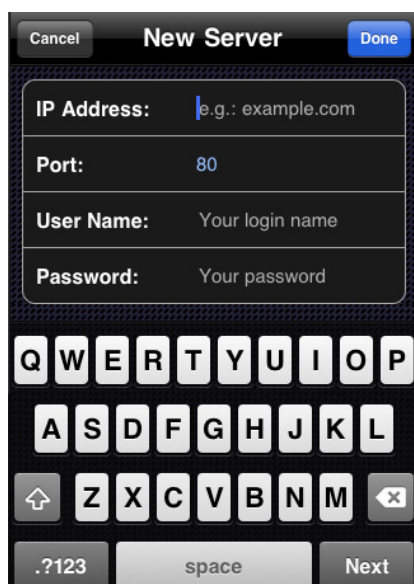 Cancel New Server Done
IP Address: e.g.: example.com
Port: 80
User Name: Your login name
Password: Your password
Q W E R T Y U I O P
A S D F G H J K L
Z X C V B N M
.?123 space Next